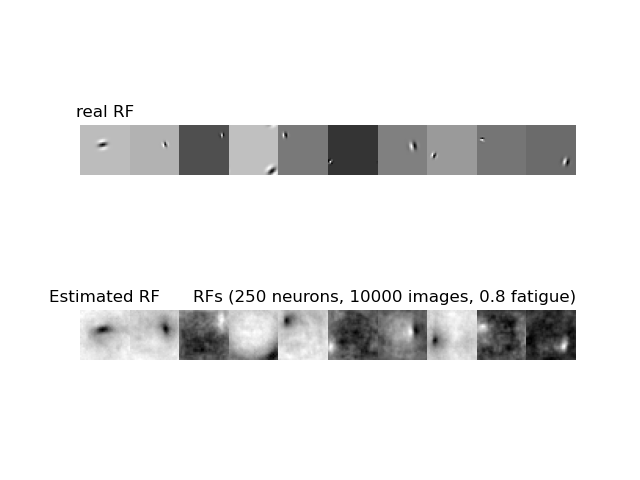 real RF
Estimated RF
RFs (250 neurons, 10000 images, 0.8 fatigue)